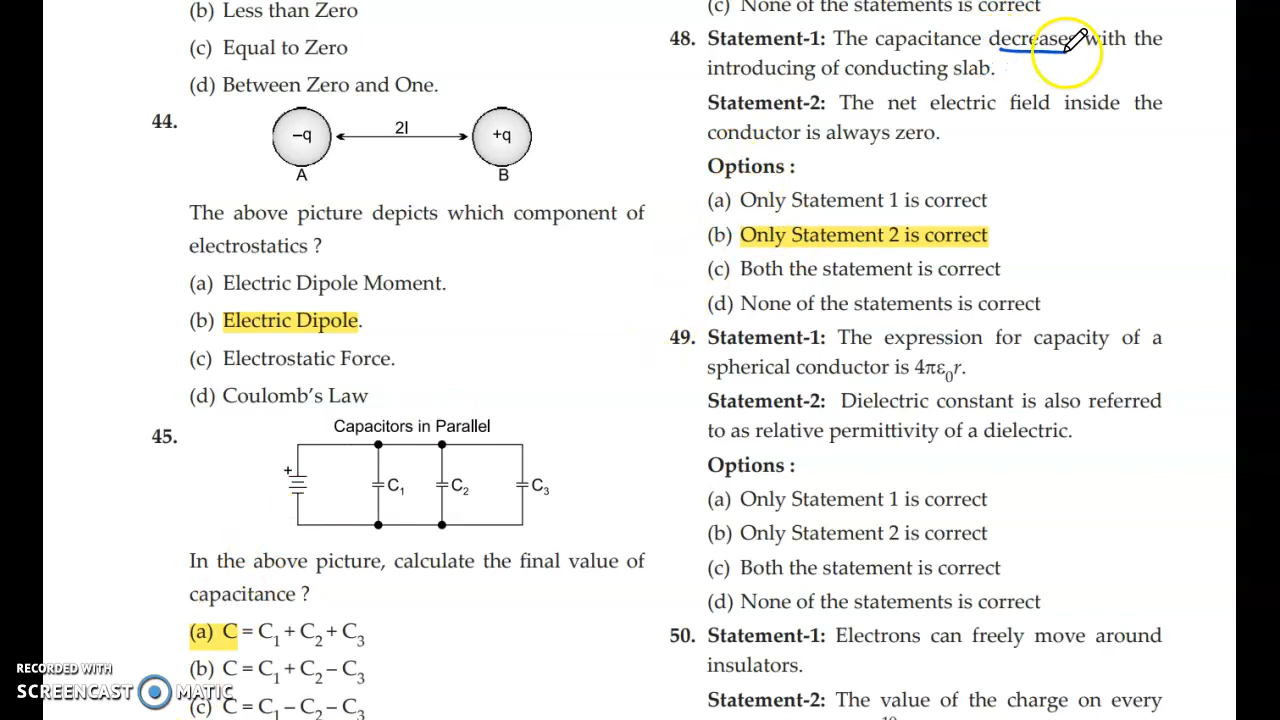 (b) Less than Zero
(c) Equal to Zero
(d) Between Zero and One.
44.
–q
2l
+q
A
B
The above picture depicts which component of
electrostatics ?
(a) Electric Dipole Moment.
(b) Electric Dipole.
(c) Electrostatic Force.
(d) Coulomb's Law
45.
Capacitors in Parallel
+
C₁
C₂
C₃
In the above picture, calculate the final value of
capacitance ?
(a) C = C₁ + C₂ + C₃
(b) C = C₁ + C₂ – C₃
(c) C = C₁ – C₂ – C₃
(c) None of the statements is correct
48. Statement-1: The capacitance decreases with the
introducing of conducting slab.
Statement-2: The net electric field inside the
conductor is always zero.
Options :
(a) Only Statement 1 is correct
(b) Only Statement 2 is correct
(c) Both the statement is correct
(d) None of the statements is correct
49. Statement-1: The expression for capacity of a
spherical conductor is 4πε₀r.
Statement-2: Dielectric constant is also referred
to as relative permittivity of a dielectric.
Options :
(a) Only Statement 1 is correct
(b) Only Statement 2 is correct
(c) Both the statement is correct
(d) None of the statements is correct
50. Statement-1: Electrons can freely move around
insulators.
Statement-2: The value of the charge on every
RECORDED WITH
SCREENCAST MATIC